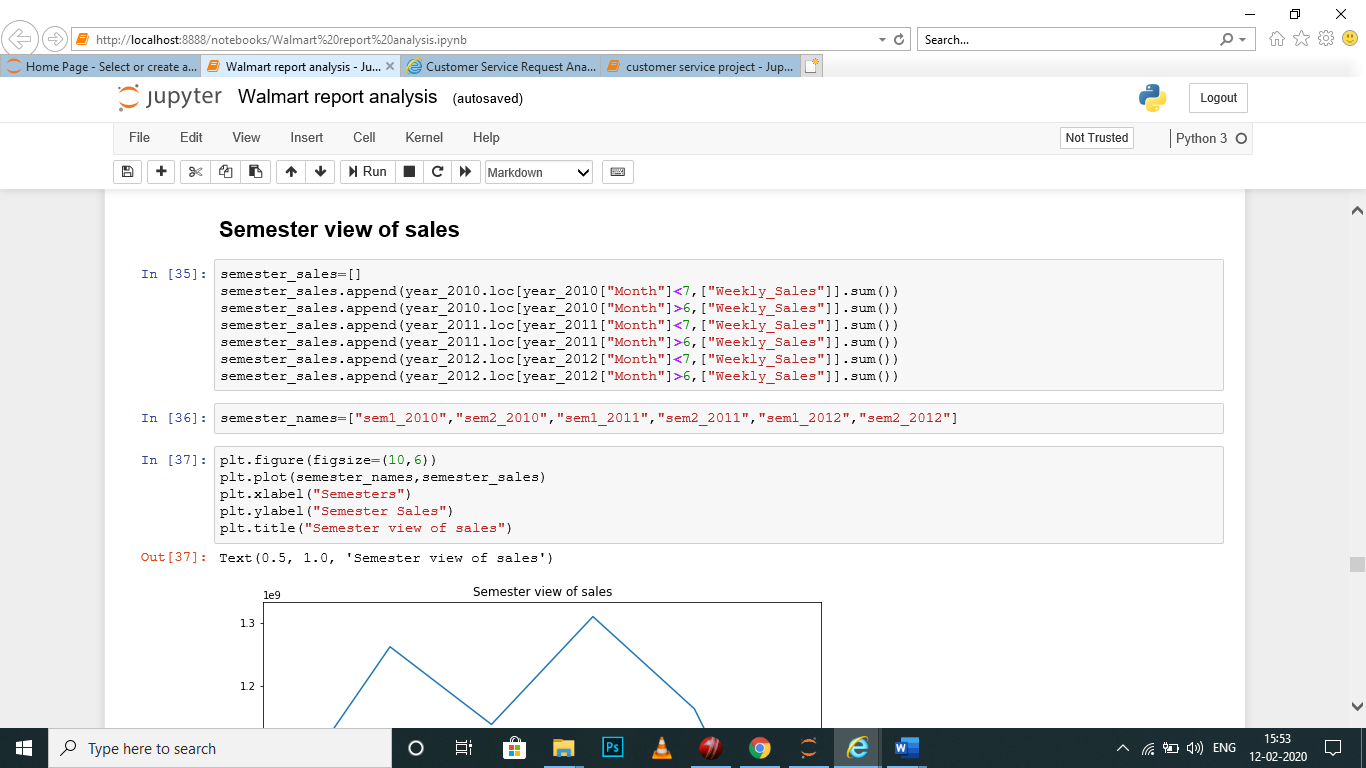 http://localhost:8888/notebooks/Walmart%20report%20analysis.ipynb
Search...
Home Page - Select or create a...
Walmart report analysis - Ju...
Customer Service Request Ana...
customer service project - Jup...
jupyter Walmart report analysis (autosaved)
Logout
File Edit View Insert Cell Kernel Help
Not Trusted
Python 3
Run
Markdown
Semester view of sales
In [35]: semester_sales=[]
semester_sales.append(year_2010.loc[year_2010["Month"]<7,["Weekly_Sales"]].sum())
semester_sales.append(year_2010.loc[year_2010["Month"]>6,["Weekly_Sales"]].sum())
semester_sales.append(year_2011.loc[year_2011["Month"]<7,["Weekly_Sales"]].sum())
semester_sales.append(year_2011.loc[year_2011["Month"]>6,["Weekly_Sales"]].sum())
semester_sales.append(year_2012.loc[year_2012["Month"]<7,["Weekly_Sales"]].sum())
semester_sales.append(year_2012.loc[year_2012["Month"]>6,["Weekly_Sales"]].sum())
In [36]: semester_names=["sem1_2010","sem2_2010","sem1_2011","sem2_2011","sem1_2012","sem2_2012"]
In [37]: plt.figure(figsize=(10,6))
plt.plot(semester_names,semester_sales)
plt.xlabel("Semesters")
plt.ylabel("Semester Sales")
plt.title("Semester view of sales")
Out[37]: Text(0.5, 1.0, 'Semester view of sales')
Semester view of sales
1e9
1.3
1.2
Type here to search
Ps
ENG
15:53
12-02-2020